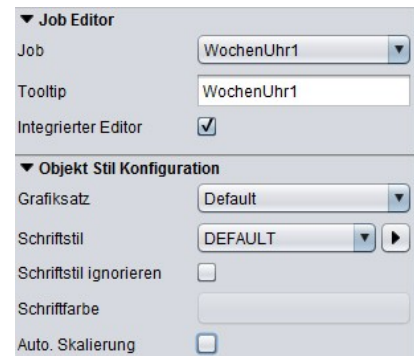 Job Editor
Job WochenUhr1
Tooltip WochenUhr1
Integrierter Editor
Objekt Stil Konfiguration
Grafiksatz Default
Schriftstil DEFAULT
Schriftstil ignorieren
Schriftfarbe
Auto. Skalierung